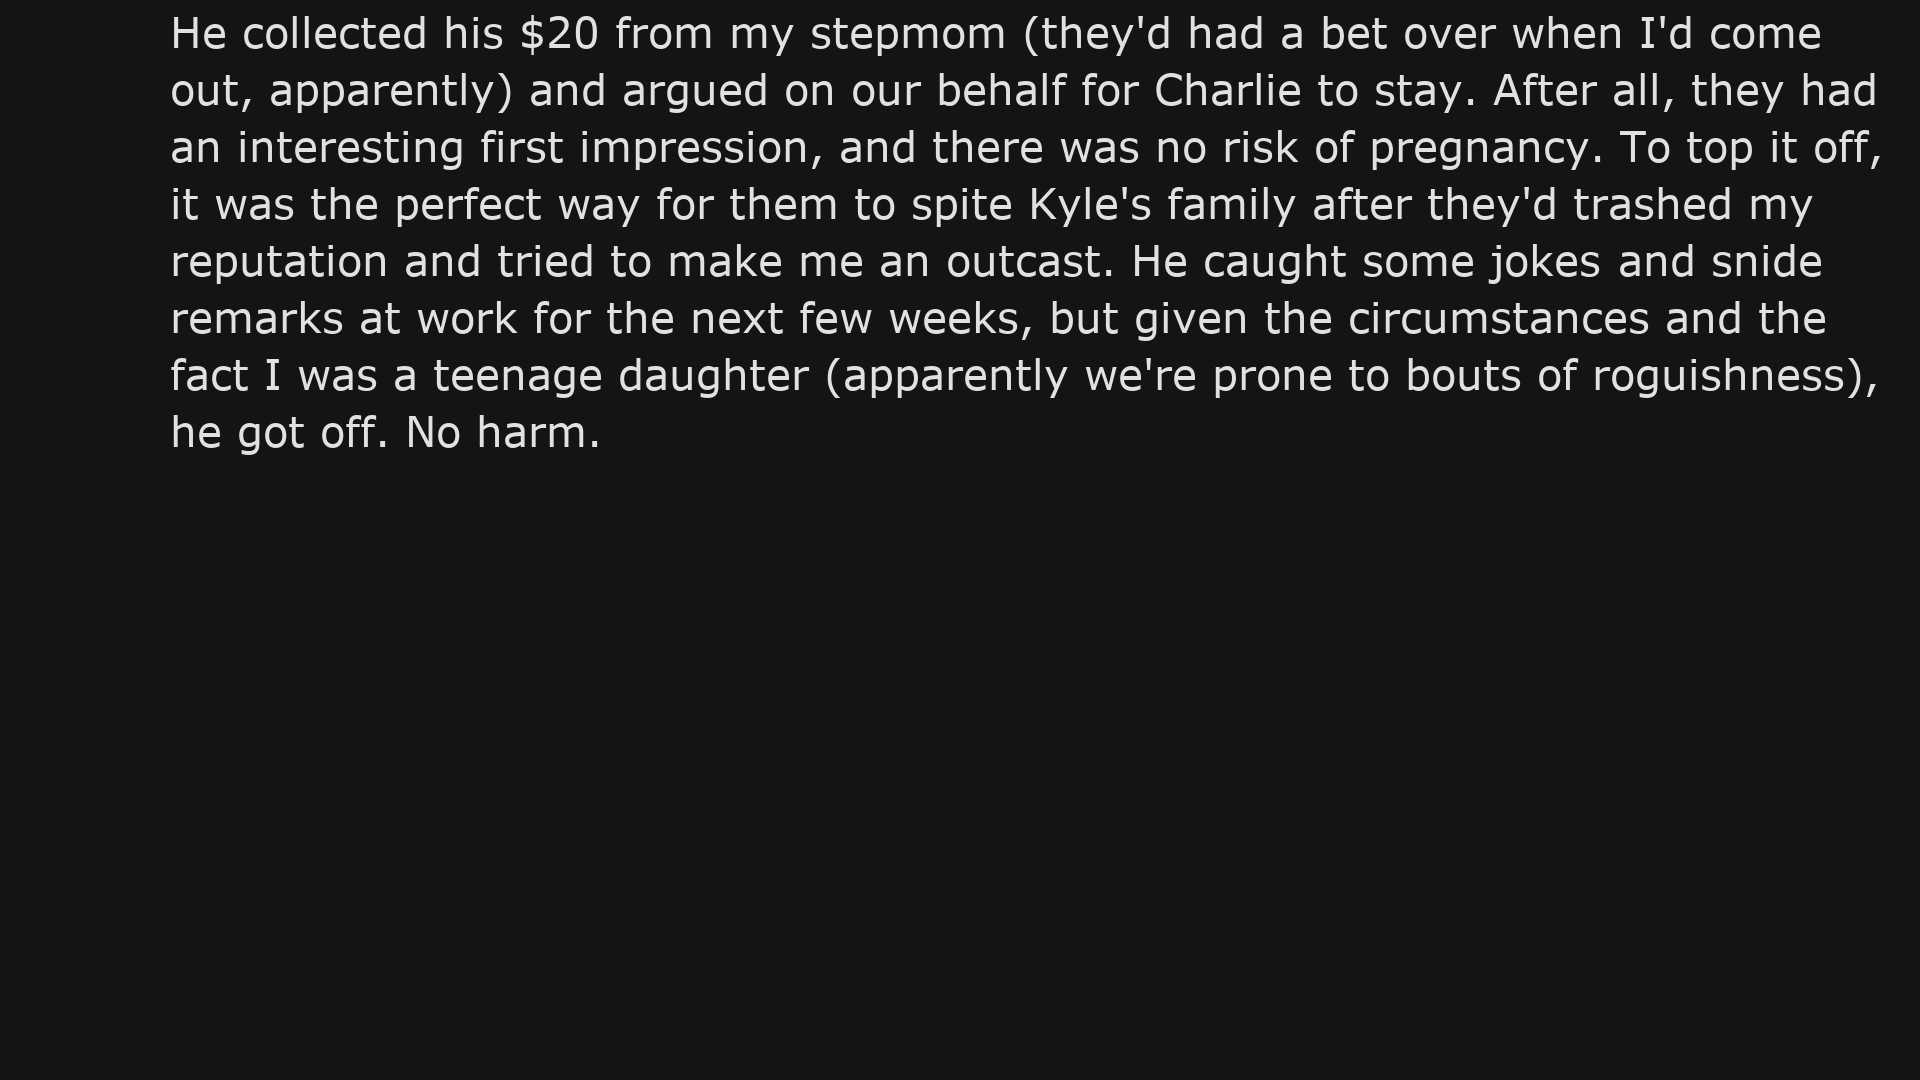 He collected his $20 from my stepmom (they'd had a bet over when I'd come
out, apparently) and argued on our behalf for Charlie to stay. After all, they had
an interesting first impression, and there was no risk of pregnancy. To top it off,
it was the perfect way for them to spite Kyle's family after they'd trashed my
reputation and tried to make me an outcast. He caught some jokes and snide
remarks at work for the next few weeks, but given the circumstances and the
fact I was a teenage daughter (apparently we're prone to bouts of roguishness),
he got off. No harm.